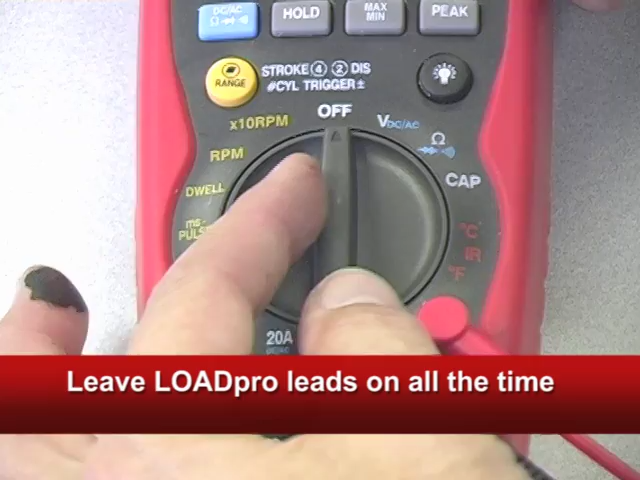 DC/AC
Ω
HOLD
MAX
MIN
PEAK
RANGE
STROKE 4 2 DIS
#CYL TRIGGER ±
OFF
x10RPM
VDC/AC
Ω
RPM
CAP
DWELL
ms-
PULSE
°C
IR
°F
20A
Leave LOADpro leads on all the time